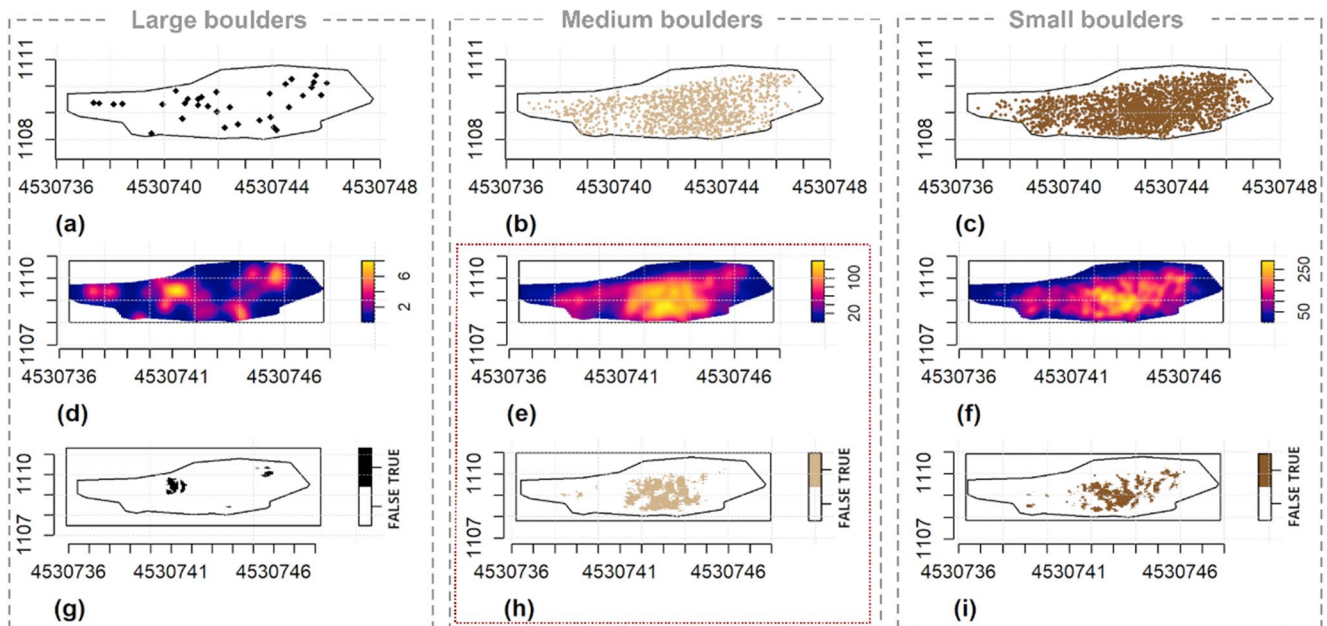 Large boulders
Medium boulders
Small boulders
1111
1108
4530736 4530740 4530744 4530748
(a)
1111
1108
4530736 4530740 4530744 4530748
(b)
1111
1108
4530736 4530740 4530744 4530748
(c)
1110
1107
6
2
4530736 4530741 4530746
(d)
1110
1107
100
20
4530736 4530741 4530746
(e)
1110
1107
250
50
4530736 4530741 4530746
(f)
1110
1107
FALSE TRUE
4530736 4530741 4530746
(g)
1110
1107
FALSE TRUE
4530736 4530741 4530746
(h)
1110
1107
FALSE TRUE
4530736 4530741 4530746
(i)